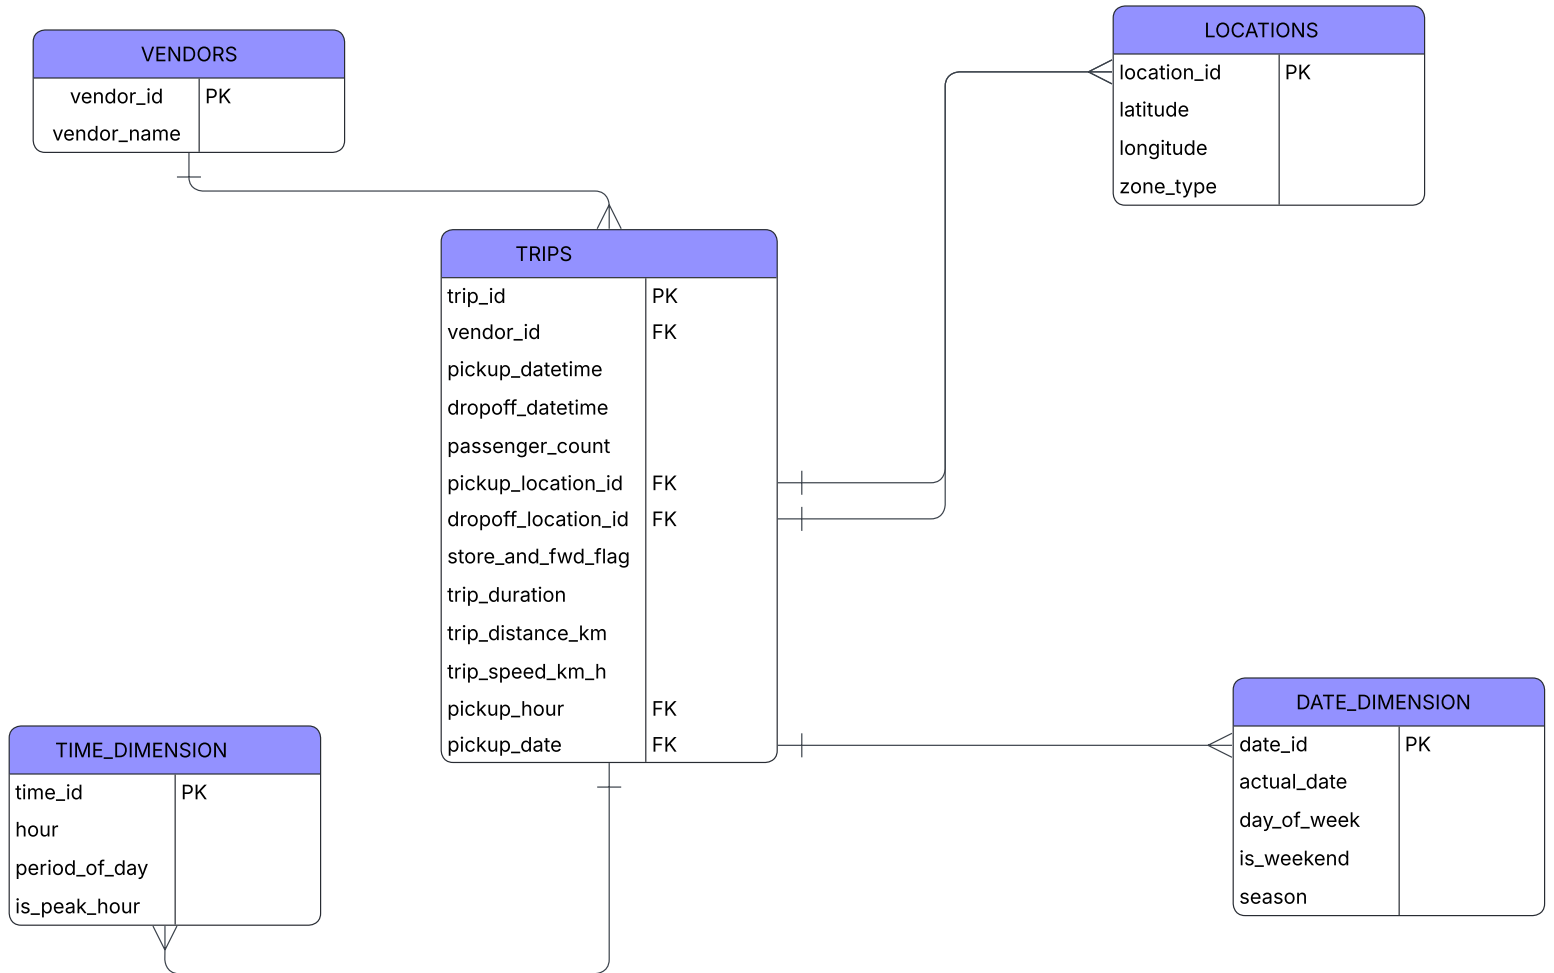 VENDORS
vendor_id PK
vendor_name
LOCATIONS
location_id PK
latitude
longitude
zone_type
TRIPS
trip_id PK
vendor_id FK
pickup_datetime
dropoff_datetime
passenger_count
pickup_location_id FK
dropoff_location_id FK
store_and_fwd_flag
trip_duration
trip_distance_km
trip_speed_km_h
pickup_hour FK
pickup_date FK
TIME_DIMENSION
time_id PK
hour
period_of_day
is_peak_hour
DATE_DIMENSION
date_id PK
actual_date
day_of_week
is_weekend
season